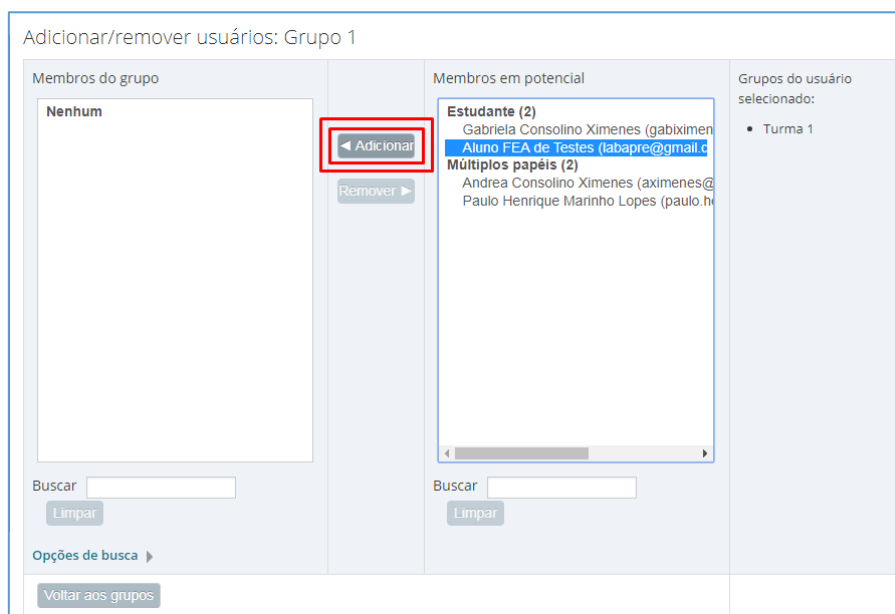 Adicionar/remover usuários: Grupo 1
Membros do grupo
Nenhum
◄ Adicionar
Remover ►
Membros em potencial
Estudante (2)
Gabriela Consolino Ximenes (gabiximen
Aluno FEA de Testes (labapre@gmail.c
Múltiplos papéis (2)
Andrea Consolino Ximenes (aximenes@
Paulo Henrique Marinho Lopes (paulo.he
Grupos do usuário
selecionado:
• Turma 1
Buscar
Limpar
Buscar
Limpar
Opções de busca
Voltar aos grupos